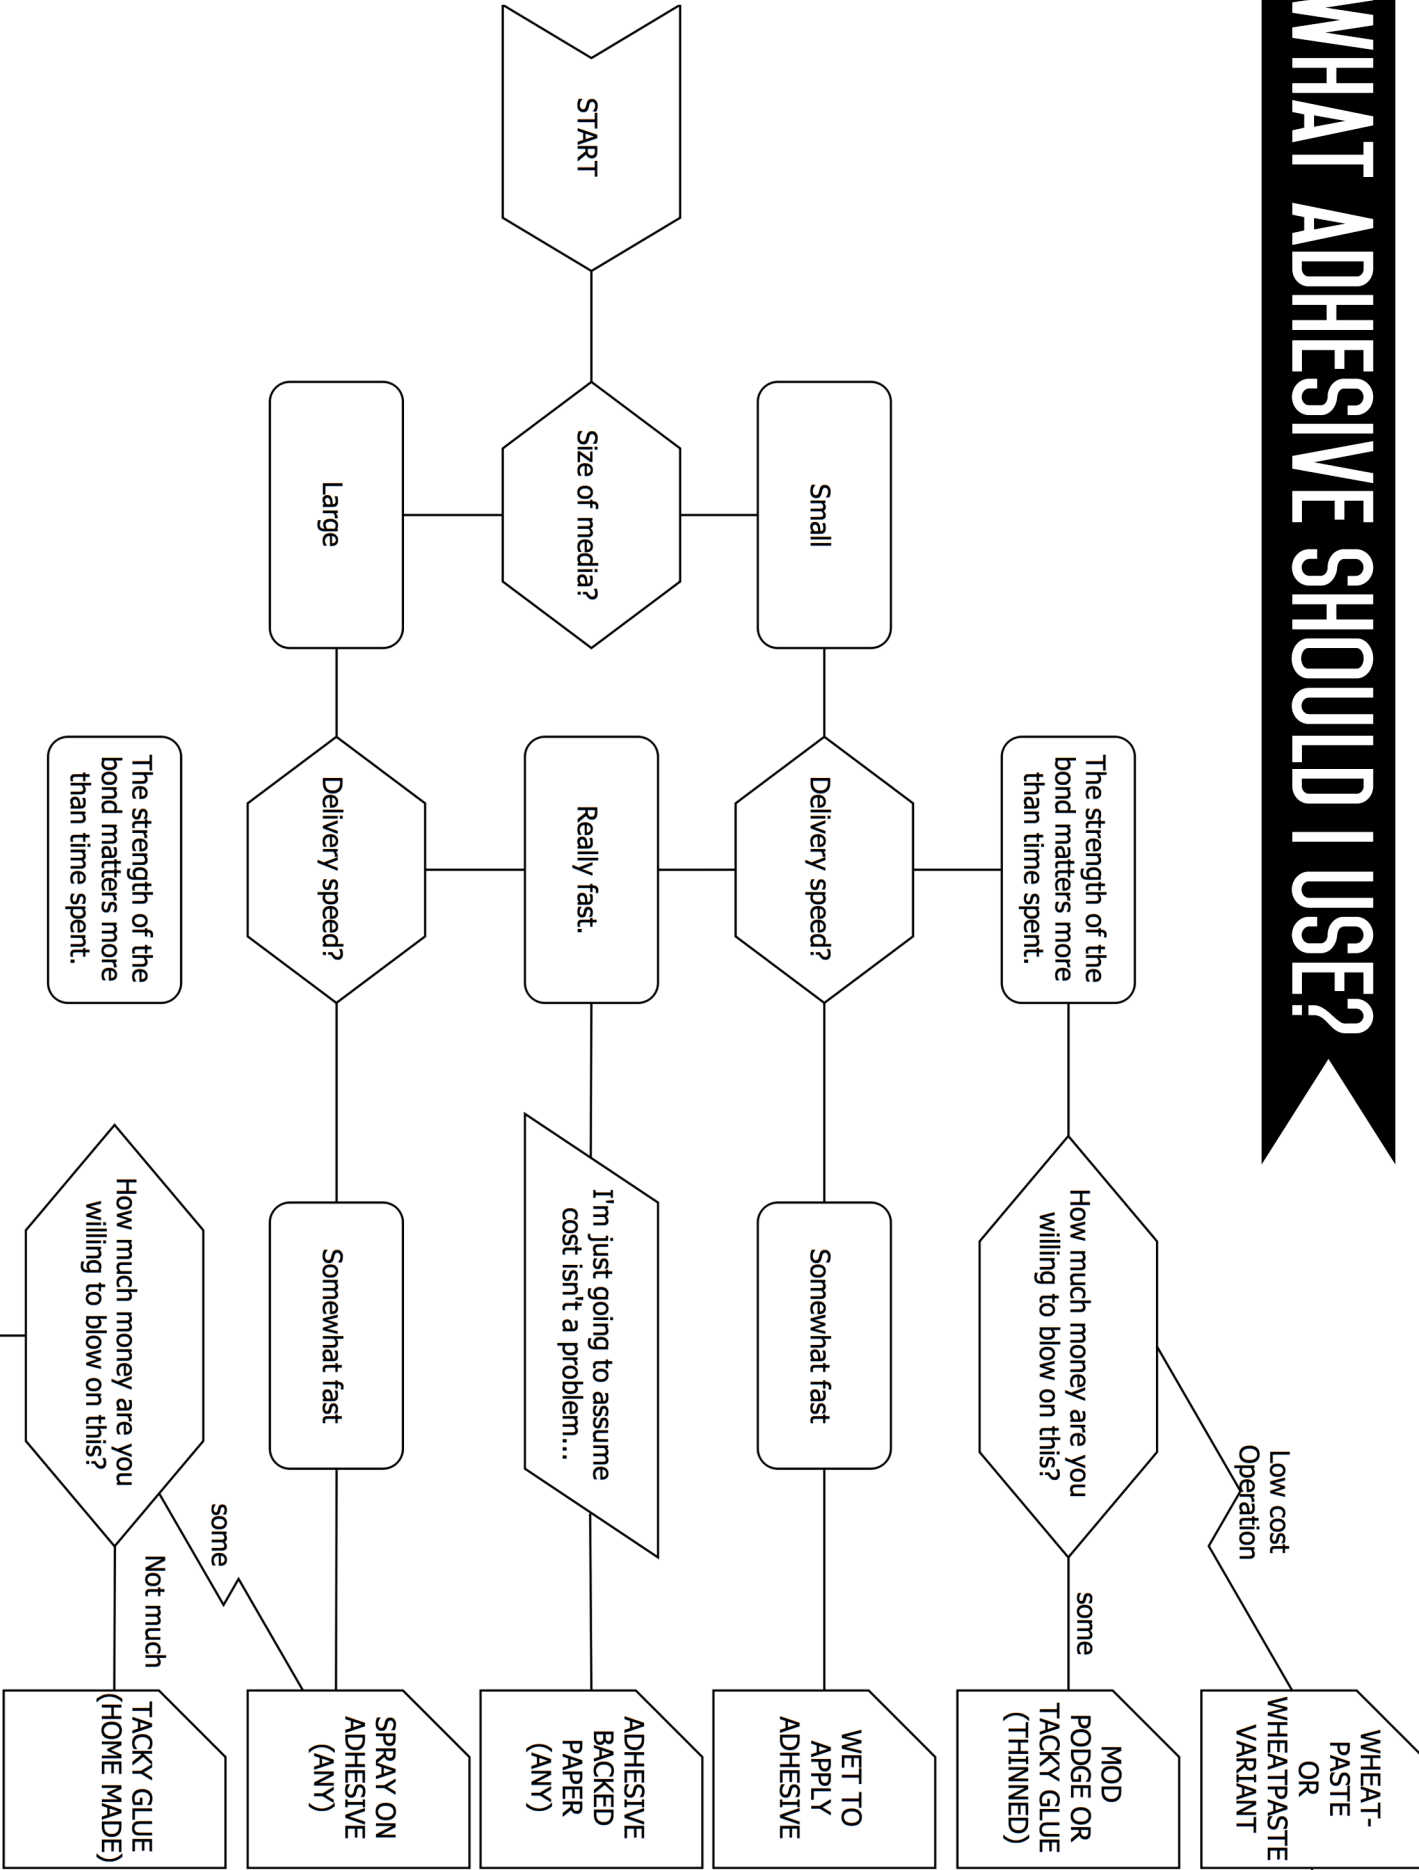 WHAT ADHESIVE SHOULD I USE?
START
Size of media?
Small
Large
The strength of the
bond matters more
than time spent.
Delivery speed?
Really fast.
Delivery speed?
The strength of the
bond matters more
than time spent.
How much money are you
willing to blow on this?
Somewhat fast
I'm just going to assume
cost isn't a problem...
Somewhat fast
How much money are you
willing to blow on this?
Low cost
Operation
some
some
Not much
WHEAT-
PASTE
OR
WHEATPASTE
VARIANT
MOD
PODGE OR
TACKY GLUE
(THINNED)
WET TO
APPLY
ADHESIVE
ADHESIVE
BACKED
PAPER
(ANY)
SPRAY ON
ADHESIVE
(ANY)
TACKY GLUE
(HOME MADE)